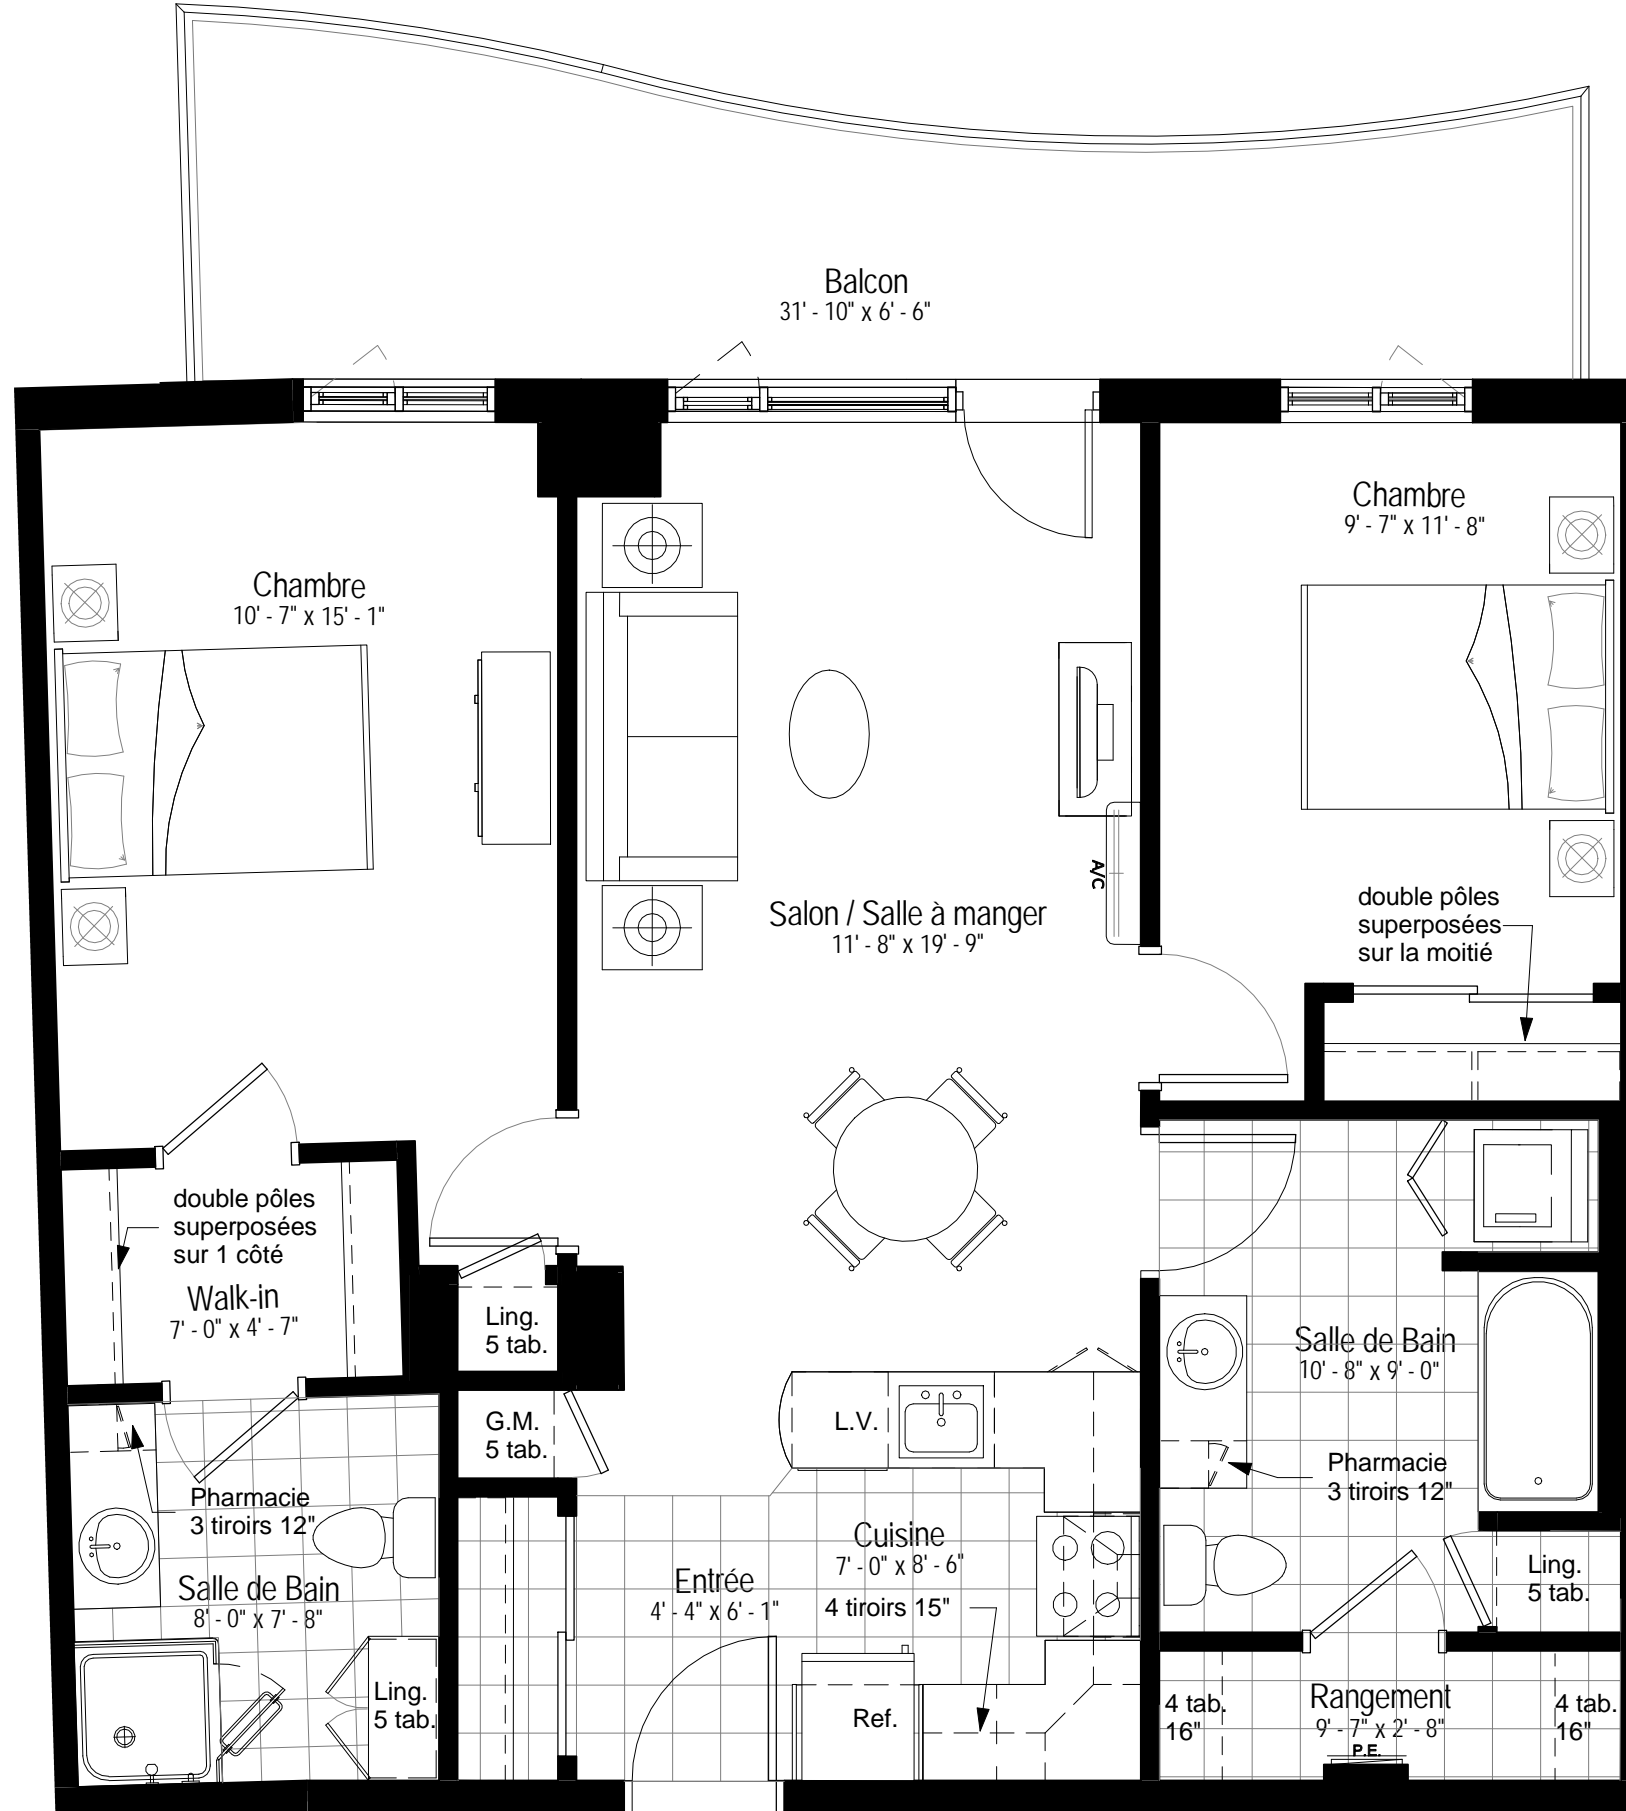 Balcon
31' - 10" x 6' - 6"
Chambre
9' - 7" x 11' - 8"
Chambre
10' - 7" x 15' - 1"
A/C
Salon / Salle à manger
11' - 8" x 19' - 9"
double pôles
superposées
sur la moitié
double pôles
superposées
sur 1 côté
Walk-in
7' - 0" x 4' - 7"
Ling.
5 tab.
Salle de Bain
10' - 8" x 9' - 0"
G.M.
5 tab.
L.V.
Pharmacie
3 tiroirs 12"
Pharmacie
3 tiroirs 12"
Cuisine
7' - 0" x 8' - 6"
4 tiroirs 15"
Entrée
4' - 4" x 6' - 1"
Salle de Bain
8' - 0" x 7' - 8"
Ling.
5 tab.
Ling.
5 tab.
Ref.
4 tab.
16"
Rangement
9' - 7" x 2' - 8"
P.E.
4 tab.
16"